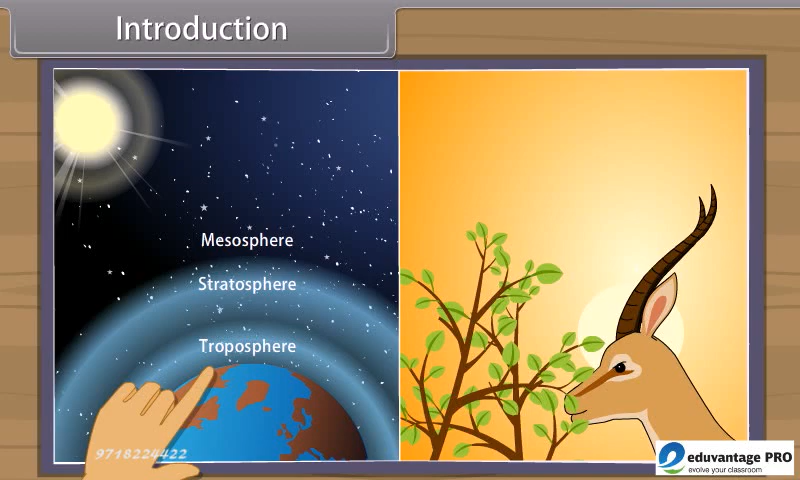 Introduction
Mesosphere
Stratosphere
Troposphere
9718224422
eduvantage PRO
evolve your classroom